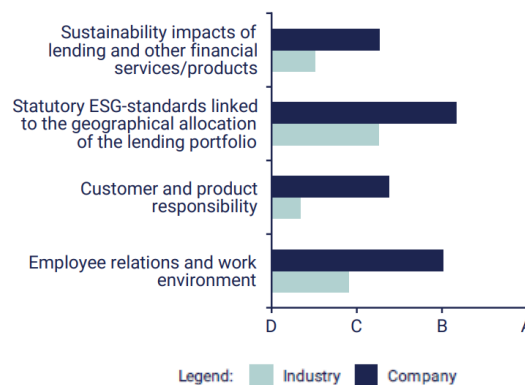 Sustainability impacts of
lending and other financial
services/products
Statutory ESG-standards linked
to the geographical allocation
of the lending portfolio
Customer and product
responsibility
Employee relations and work
environment
D C B A
Legend: Industry Company